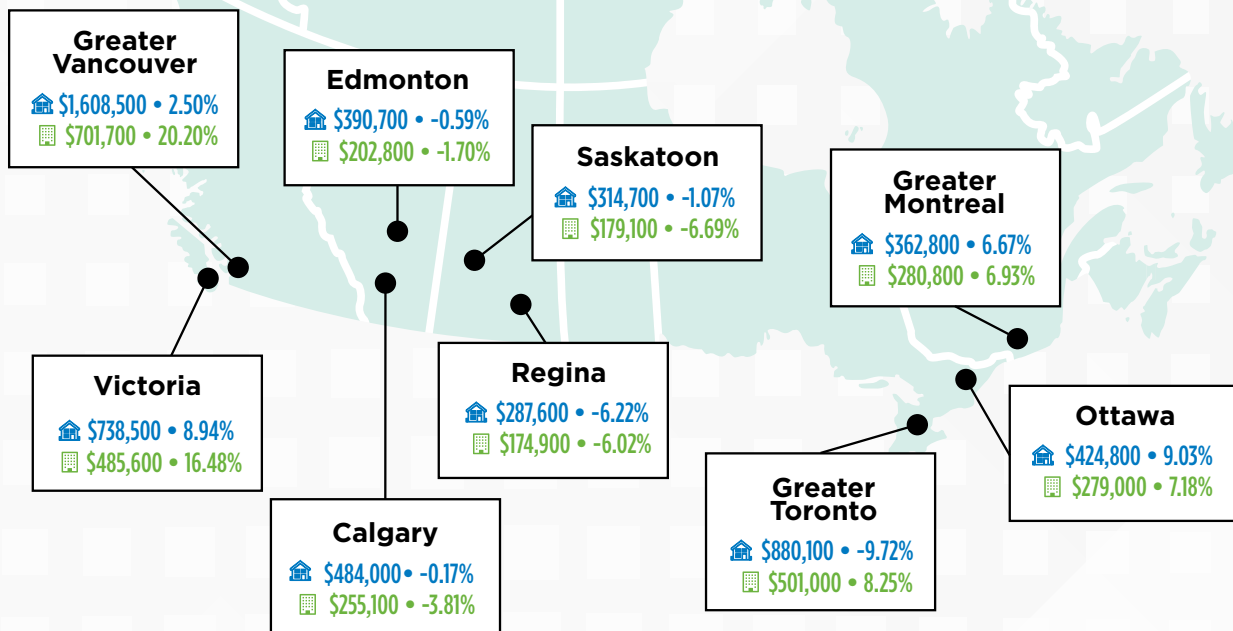 Greater
Vancouver
$1,608,500 • 2.50%
$701,700 • 20.20%
Edmonton
$390,700 • -0.59%
$202,800 • -1.70%
Saskatoon
$314,700 • -1.07%
$179,100 • -6.69%
Greater
Montreal
$362,800 • 6.67%
$280,800 • 6.93%
Victoria
$738,500 • 8.94%
$485,600 • 16.48%
Regina
$287,600 • -6.22%
$174,900 • -6.02%
Ottawa
$424,800 • 9.03%
$279,000 • 7.18%
Calgary
$484,000• -0.17%
$255,100 • -3.81%
Greater
Toronto
$880,100 • -9.72%
$501,000 • 8.25%